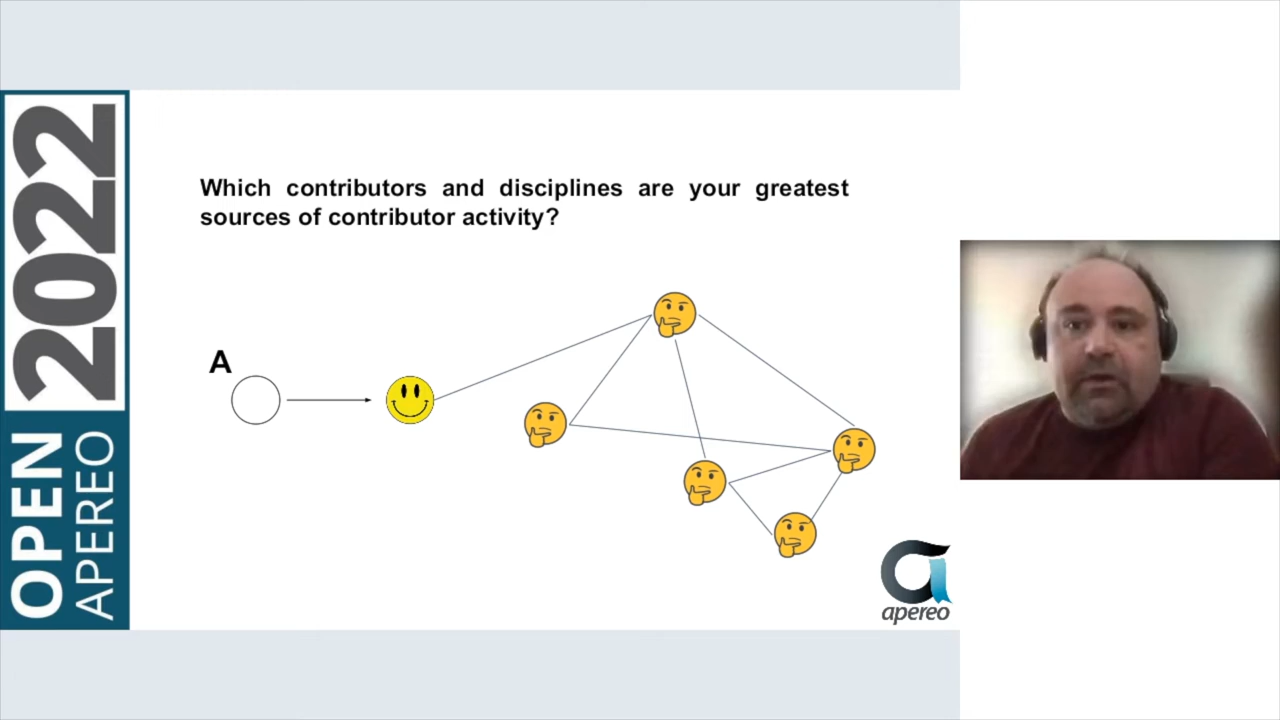 OPEN 2022
APEREO
Which contributors and disciplines are your greatest
sources of contributor activity?
A
apereo